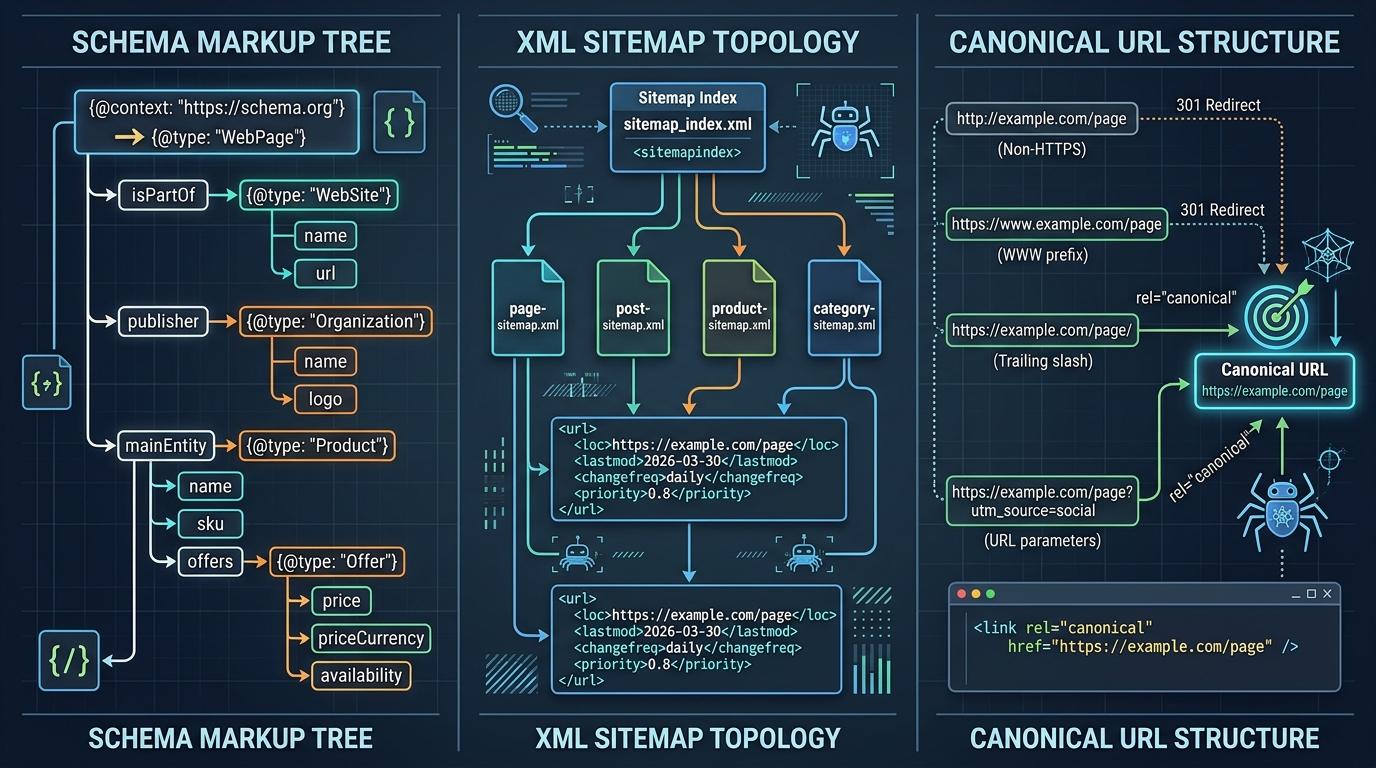 SCHEMA MARKUP TREE
{@context: "https://schema.org"}
{@type: "WebPage"}
{ }
isPartOf
{@type: "WebSite"}
name
url
publisher
{@type: "Organization"}
name
logo
mainEntity
{@type: "Product"}
name
sku
offers
{@type: "Offer"}
price
priceCurrency
availability
{/}
SCHEMA MARKUP TREE
XML SITEMAP TOPOLOGY
Sitemap Index
sitemap_index.xml
<sitemapindex>
page-
sitemap.xml
post-
sitemap.xml
product-
sitemap.xml
category-
sitemap.sml
<url>
<loc>https://example.com/page</loc>
<lastmod>2026-03-30</lastmod>
<changefreq>daily</changefreq>
<priority>0.8</priority>
</url>
<url>
<loc>https://example.com/page</loc>
<lastmod>2026-03-30</lastmod>
<changefreq>daily</changefreq>
<priority>0.8</priority>
</url>
XML SITEMAP TOPOLOGY
CANONICAL URL STRUCTURE
http://example.com/page
301 Redirect
(Non-HTTPS)
https://www.example.com/page
301 Redirect
(WWW prefix)
rel="canonical"
https://example.com/page/
(Trailing slash)
Canonical URL
https://example.com/page
rel="canonical"
https://example.com/page?
utm_source=social
(URL parameters)
<link rel="canonical"
href="https://example.com/page" />
CANONICAL URL STRUCTURE